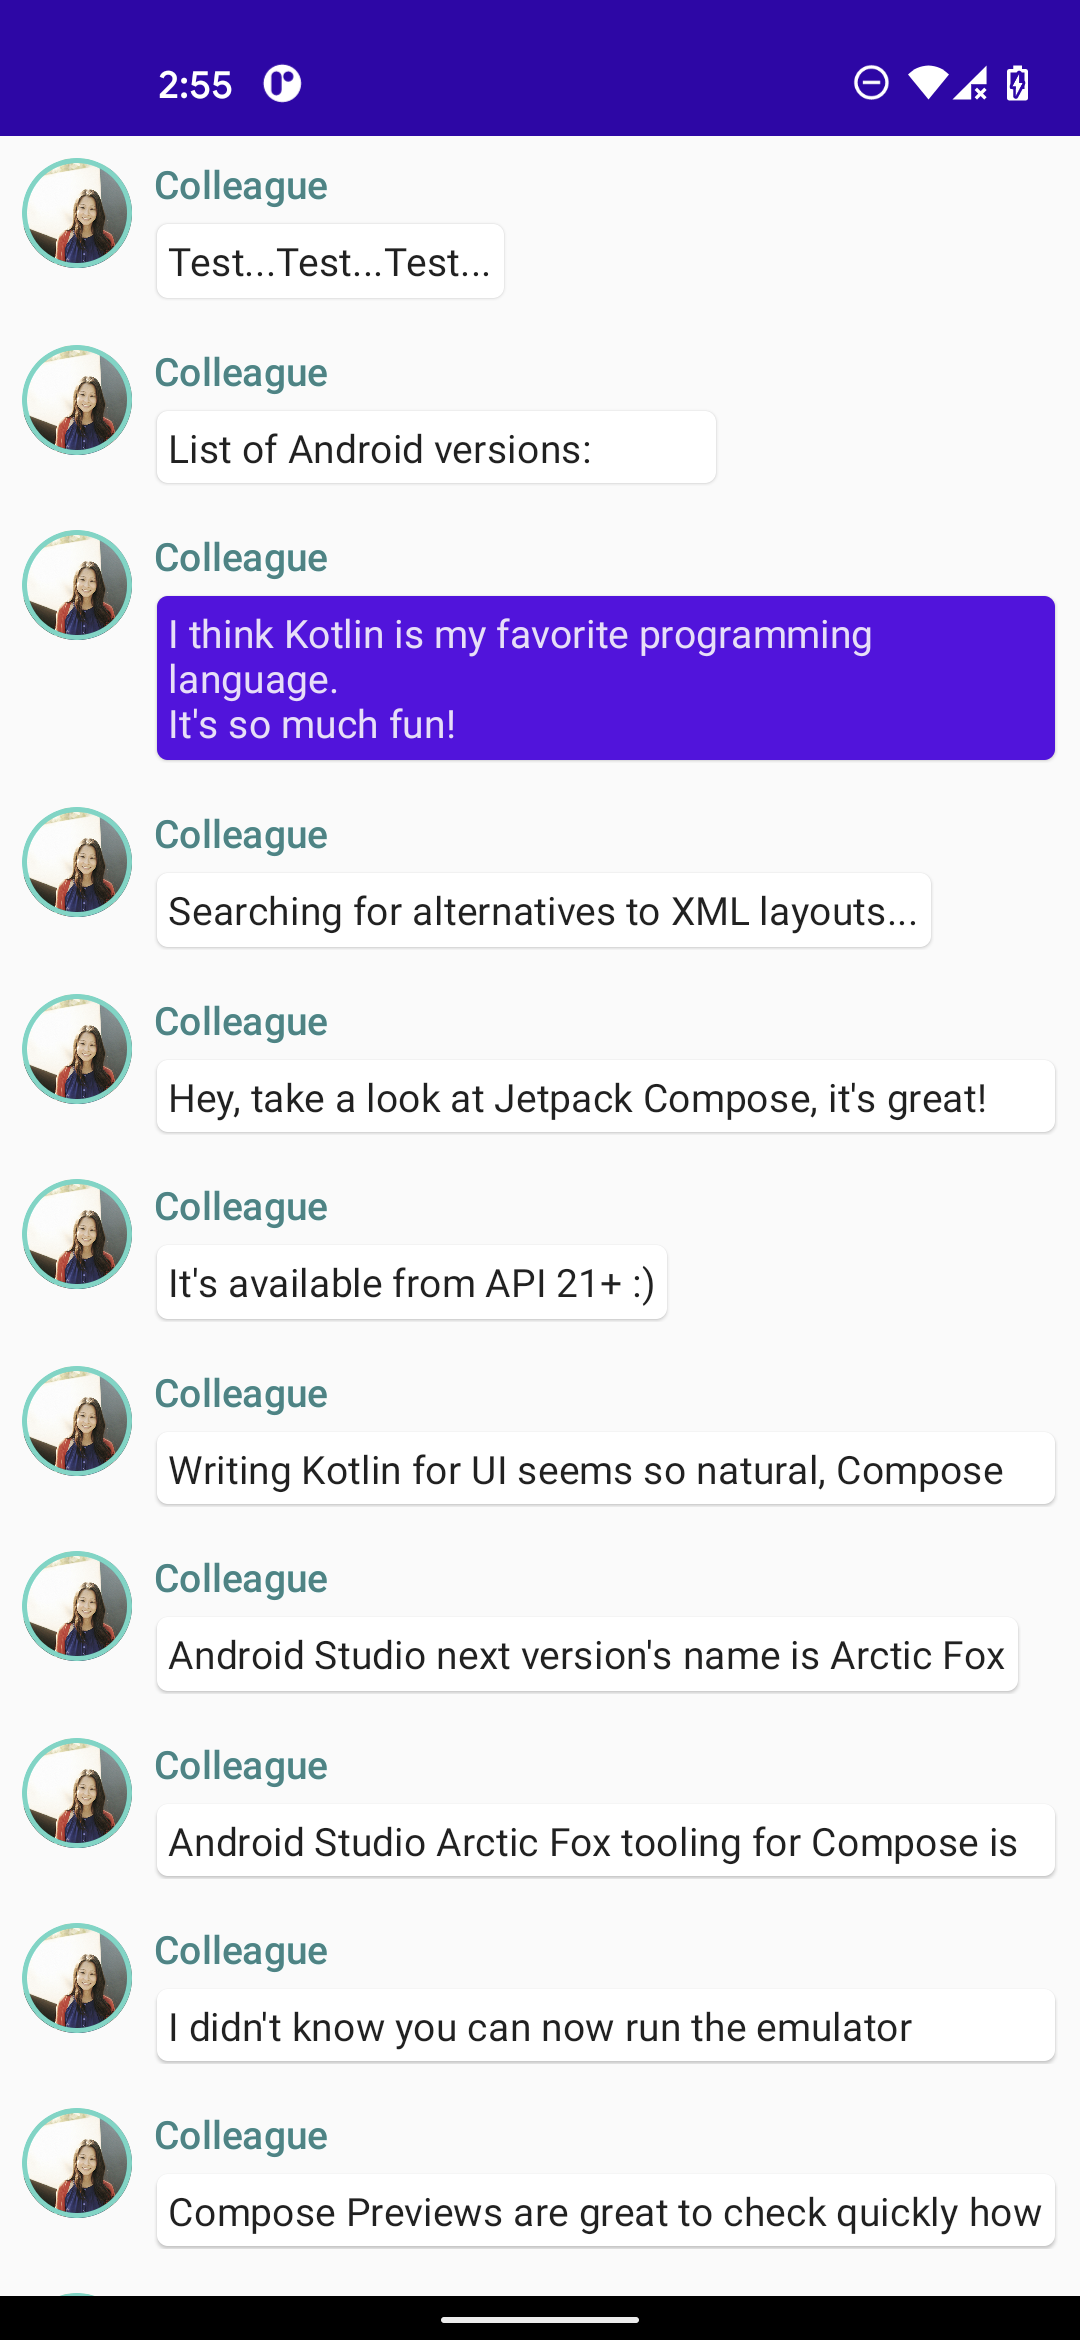 2:55
Colleague
Test...Test...Test...
Colleague
List of Android versions:
Colleague
I think Kotlin is my favorite programming
language.
It's so much fun!
Colleague
Searching for alternatives to XML layouts...
Colleague
Hey, take a look at Jetpack Compose, it's great!
Colleague
It's available from API 21+ :)
Colleague
Writing Kotlin for UI seems so natural, Compose
Colleague
Android Studio next version's name is Arctic Fox
Colleague
Android Studio Arctic Fox tooling for Compose is
Colleague
I didn't know you can now run the emulator
Colleague
Compose Previews are great to check quickly how